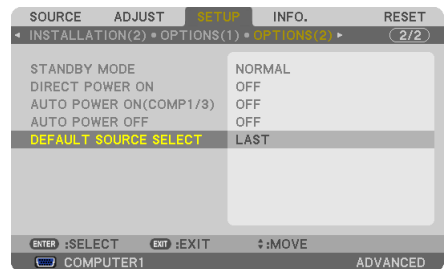 SOURCE ADJUST SETUP INFO. RESET
◄ INSTALLATION(2) • OPTIONS(1) • OPTIONS(2) ► 2/2
STANDBY MODE NORMAL
DIRECT POWER ON OFF
AUTO POWER ON(COMP1/3) OFF
AUTO POWER OFF OFF
DEFAULT SOURCE SELECT LAST
ENTER :SELECT EXIT :EXIT ↕:MOVE
COMPUTER1 ADVANCED